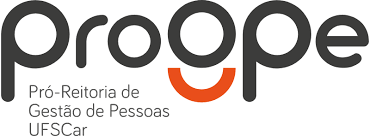 progpe
Pró-Reitoria de
Gestão de Pessoas
UFSCar